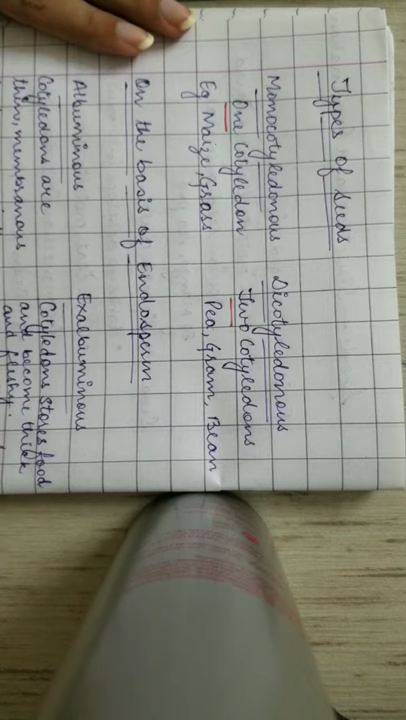 Types of Seeds
Monocotyledonous Dicotyledonous
One Cotyledon Two Cotyledons
Eg Maize, Grass Pea, Gram, Bean
On the basis of Endosperm
Albuminous Exalbuminous
Cotyledons are Cotyledons stores food
thin, membranous and become thick
and fleshy.